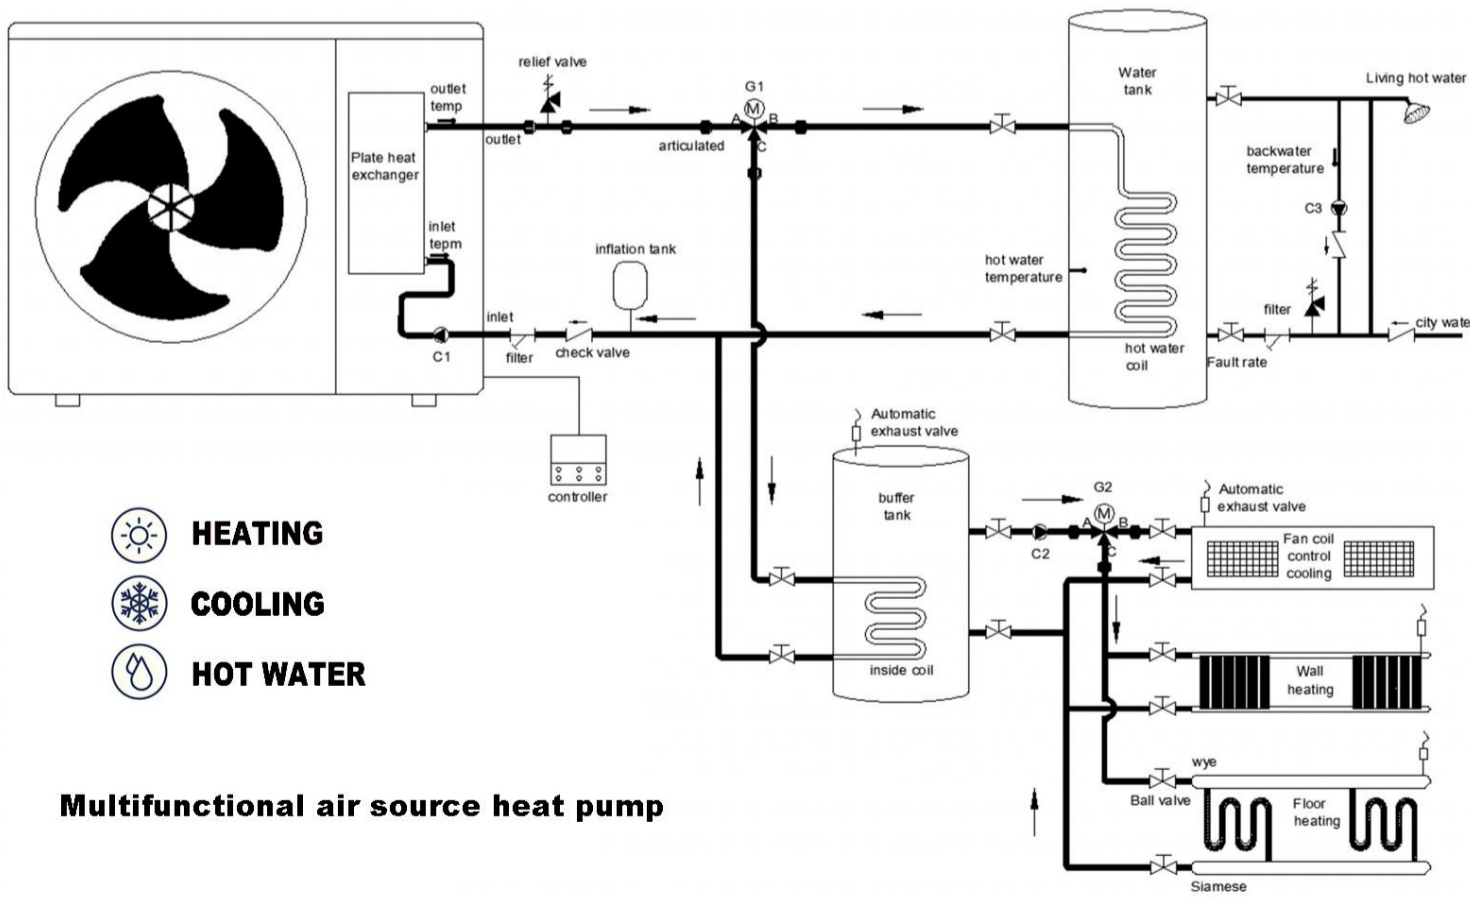 relief valve
outlet
temp
outlet
articulated
G1
M
A
B
C
Plate heat
exchanger
inlet
tepm
inlet
C1
filter
check valve
inflation tank
controller
Water
tank
hot water
temperature
hot water
coil
Living hot water
backwater
temperature
C3
filter
city wate
Fault rate
Automatic
exhaust valve
buffer
tank
inside coil
C2
G2
M
A
B
C
Automatic
exhaust valve
Fan coil
control
cooling
Wall
heating
wye
Ball valve
Floor
heating
Siamese
HEATING
COOLING
HOT WATER
Multifunctional air source heat pump